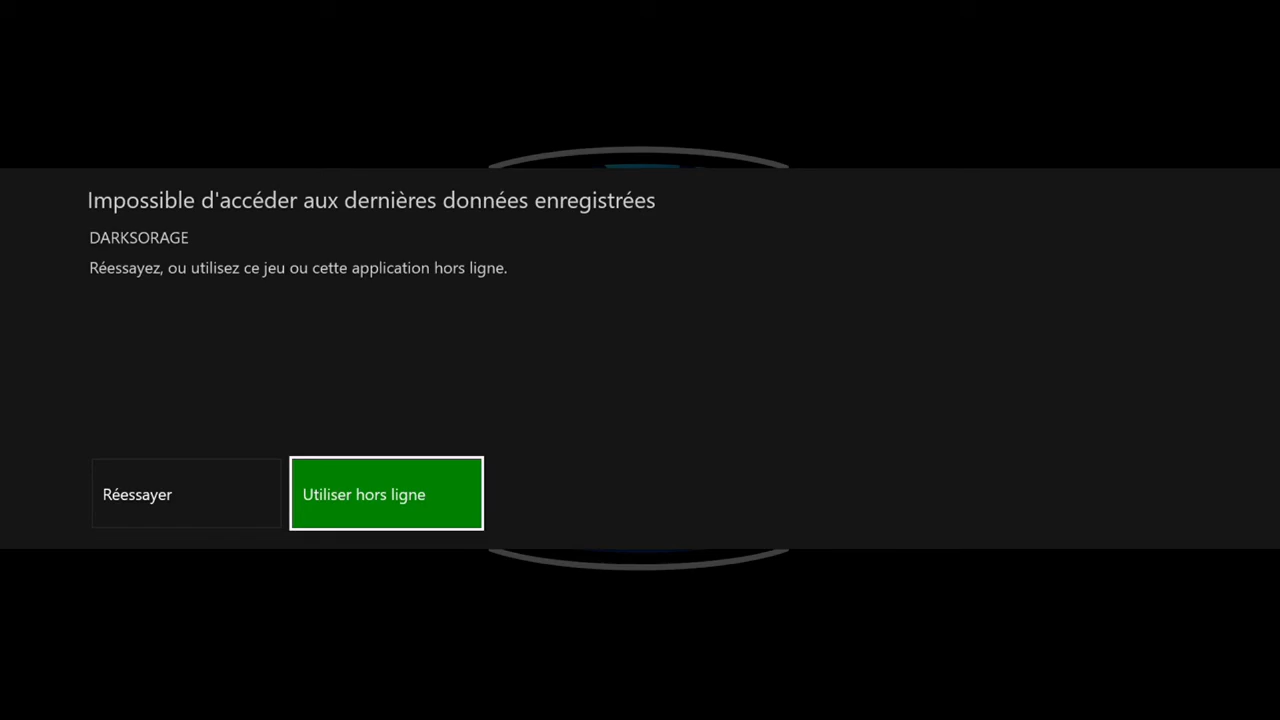 Impossible d'accéder aux dernières données enregistrées
DARKSORAGE
Réessayez, ou utilisez ce jeu ou cette application hors ligne.
Réessayer
Utiliser hors ligne